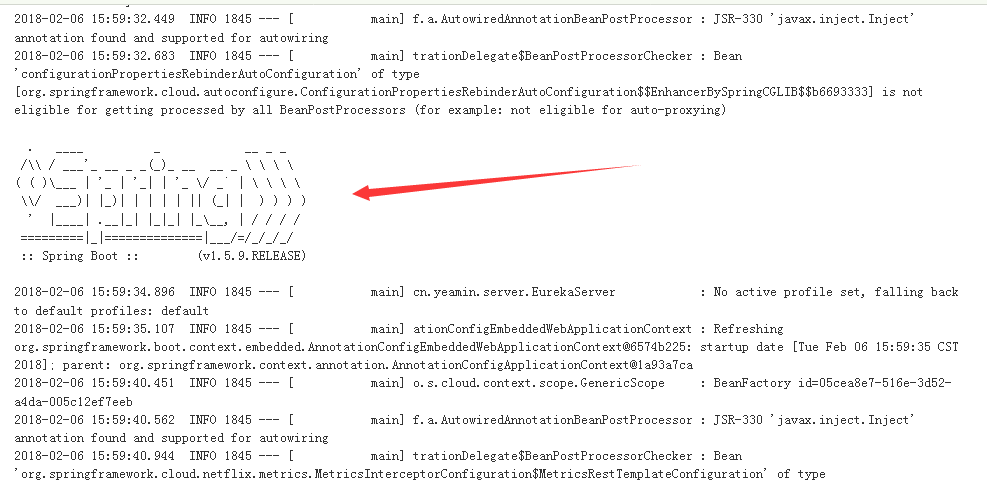 2018-02-06 15:59:32.449  INFO 1845 --- [          main] f.a.AutowiredAnnotationBeanPostProcessor : JSR-330 'javax.inject.Inject'
annotation found and supported for autowiring
2018-02-06 15:59:32.683  INFO 1845 --- [          main] trationDelegate$BeanPostProcessorChecker : Bean
'configurationPropertiesRebinderAutoConfiguration' of type
[org.springframework.cloud.autoconfigure.ConfigurationPropertiesRebinderAutoConfiguration$$EnhancerBySpringCGLIB$$b6693333] is not
eligible for getting processed by all BeanPostProcessors (for example: not eligible for auto-proxying)
  .   ____          _            __ _ _
 /\\ / ___'_ __ _ _(_)_ __  __ _ \ \ \ \
( ( )\___ | '_ | '_| | '_ \/ _` | \ \ \ \
 \\/  ___)| |_)| | | | | || (_| |  ) ) ) )
  '  |____| .__|_| |_|_| |_\__, | / / / /
 =========|_|==============|___/=/_/_/_/
 :: Spring Boot ::        (v1.5.9.RELEASE)
2018-02-06 15:59:34.896  INFO 1845 --- [          main] cn.yeamin.server.EurekaServer            : No active profile set, falling back
to default profiles: default
2018-02-06 15:59:35.107  INFO 1845 --- [          main] ationConfigEmbeddedWebApplicationContext : Refreshing
org.springframework.boot.context.embedded.AnnotationConfigEmbeddedWebApplicationContext@6574b225: startup date [Tue Feb 06 15:59:35 CST
2018]; parent: org.springframework.context.annotation.AnnotationConfigApplicationContext@1a93a7ca
2018-02-06 15:59:40.451  INFO 1845 --- [          main] o.s.cloud.context.scope.GenericScope     : BeanFactory id=05cea8e7-516e-3d52-
a4da-005c12ef7eeb
2018-02-06 15:59:40.562  INFO 1845 --- [          main] f.a.AutowiredAnnotationBeanPostProcessor : JSR-330 'javax.inject.Inject'
annotation found and supported for autowiring
2018-02-06 15:59:40.944  INFO 1845 --- [          main] trationDelegate$BeanPostProcessorChecker : Bean
'org.springframework.cloud.netflix.metrics.MetricsInterceptorConfiguration$MetricsRestTemplateConfiguration' of type